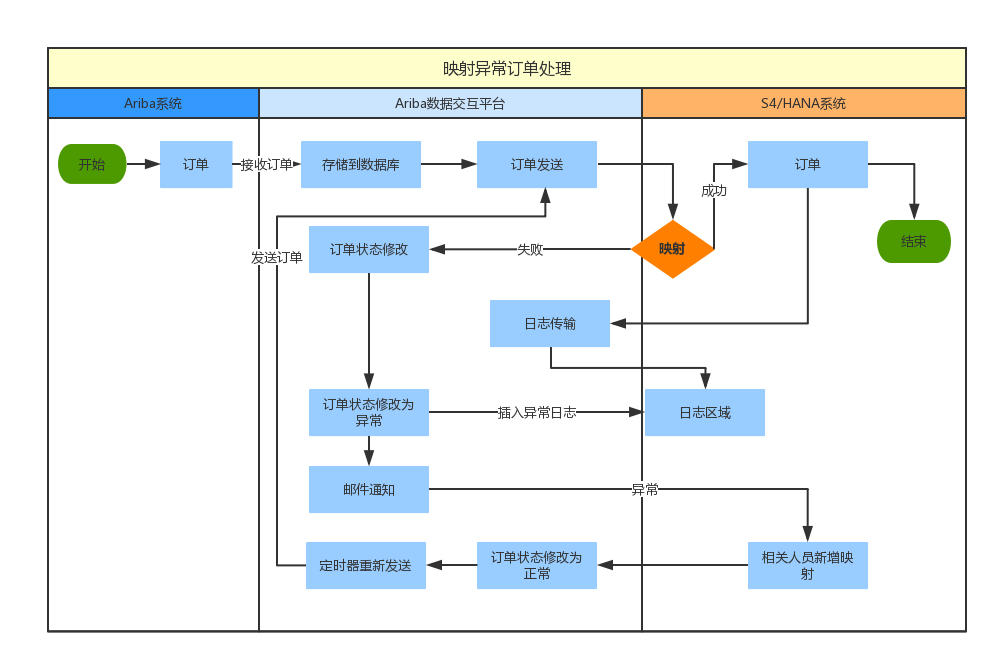 映射异常订单处理
Ariba系统
Ariba数据交互平台
S4/HANA系统
开始
订单
接收订单
存储到数据库
订单发送
成功
订单
结束
发送订单
订单状态修改
失败
映射
日志传输
订单状态修改为
异常
插入异常日志
日志区域
邮件通知
异常
定时器重新发送
订单状态修改为
正常
相关人员新增映
射